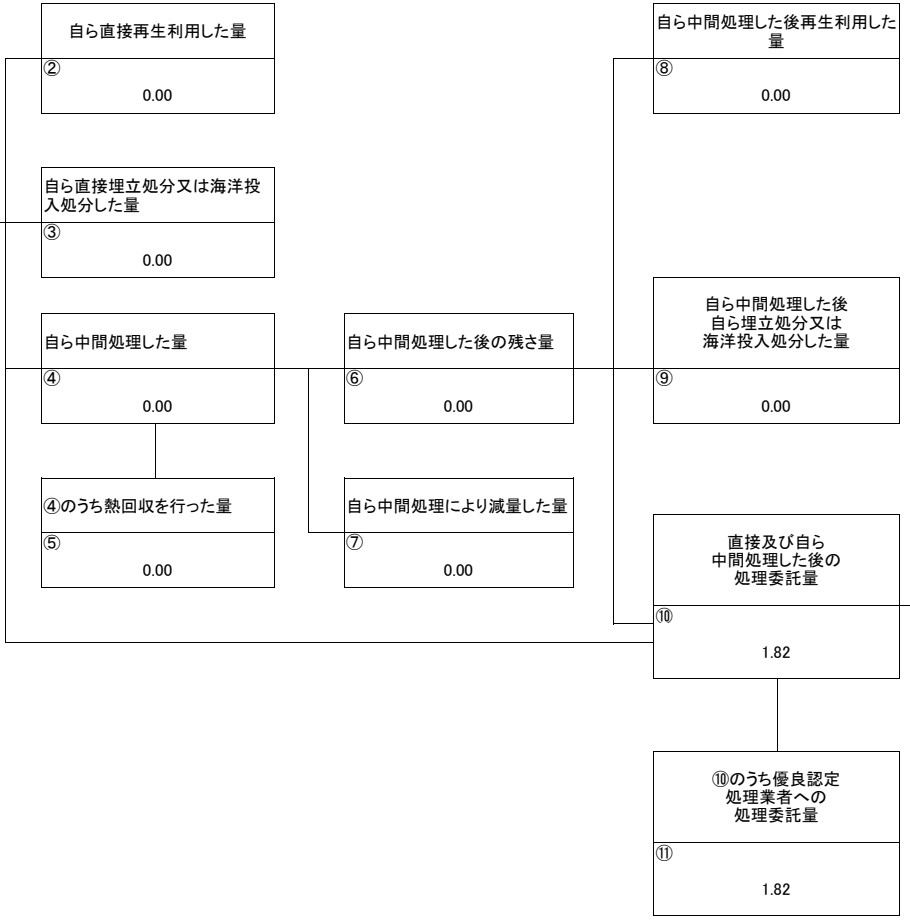 自ら直接再生利用した量
②
0.00
自ら直接埋立処分又は海洋投
入処分した量
③
0.00
自ら中間処理した量
④
0.00
④のうち熱回収を行った量
⑤
0.00
自ら中間処理した後の残さ量
⑥
0.00
自ら中間処理により減量した量
⑦
0.00
自ら中間処理した後再生利用した
量
⑧
0.00
自ら中間処理した後
自ら埋立処分又は
海洋投入処分した量
⑨
0.00
直接及び自ら
中間処理した後の
処理委託量
⑩
1.82
⑩のうち優良認定
処理業者への
処理委託量
⑪
1.82